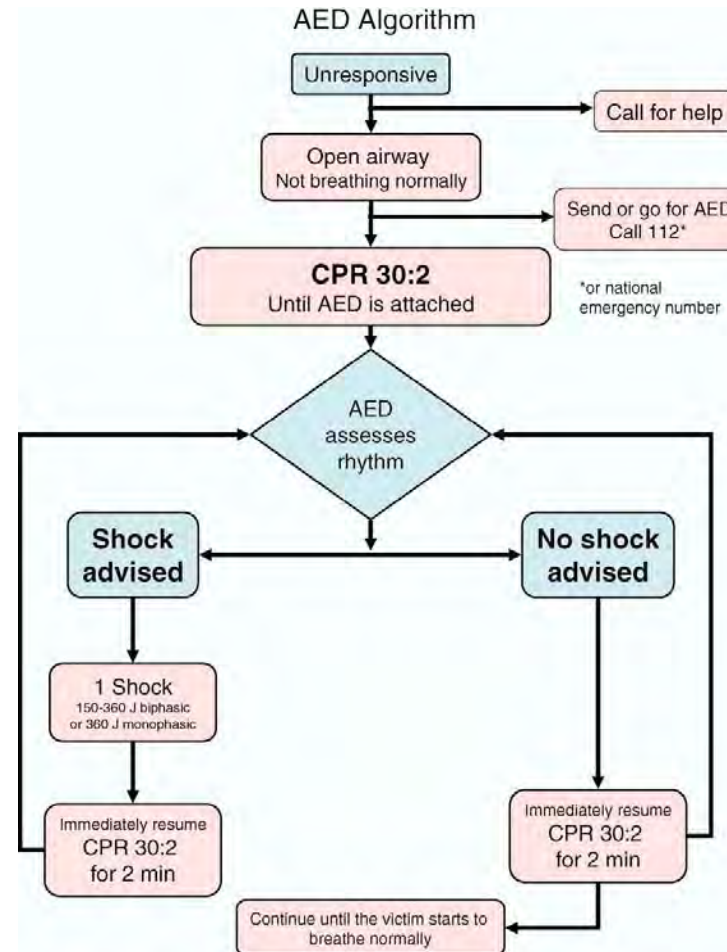 AED Algorithm
Unresponsive
Call for help
Open airway
Not breathing normally
Send or go for AED
Call 112*
CPR 30:2
Until AED is attached
*or national
emergency number
AED
assesses
rhythm
Shock
advised
No shock
advised
1 Shock
150-360 J biphasic
or 360 J monophasic
Immediately resume
CPR 30:2
for 2 min
Immediately resume
CPR 30:2
for 2 min
Continue until the victim starts to
breathe normally